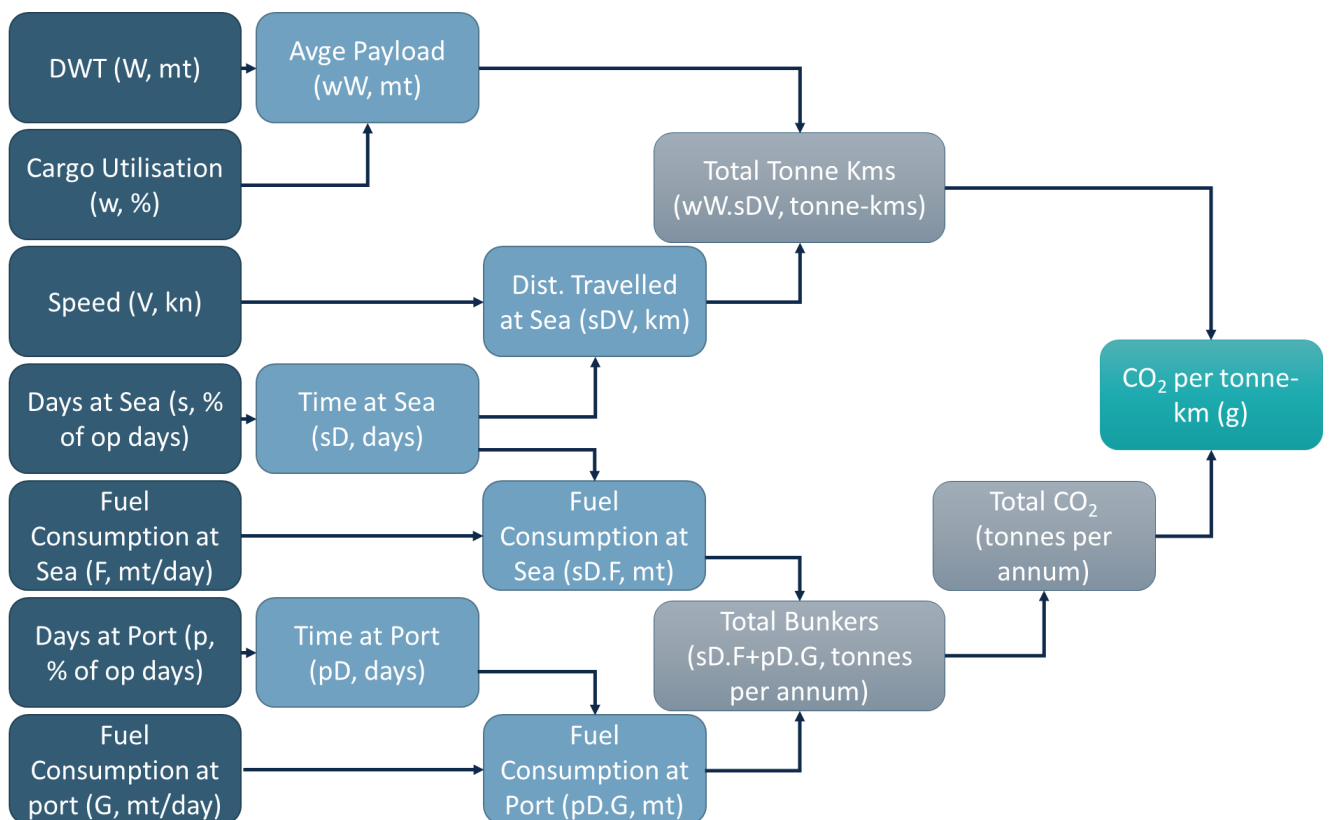 DWT (W, mt)
Avge Payload
(wW, mt)
Cargo Utilisation
(w, %)
Total Tonne Kms
(wW.sDV, tonne-kms)
Speed (V, kn)
Dist. Travelled
at Sea (sDV, km)
Days at Sea (s, %
of op days)
Time at Sea
(sD, days)
CO₂ per tonne-
km (g)
Fuel
Consumption at
Sea (F, mt/day)
Fuel
Consumption at
Sea (sD.F, mt)
Total CO₂
(tonnes per
annum)
Days at Port (p,
% of op days)
Time at Port
(pD, days)
Total Bunkers
(sD.F+pD.G, tonnes
per annum)
Fuel
Consumption at
port (G, mt/day)
Fuel
Consumption at
Port (pD.G, mt)